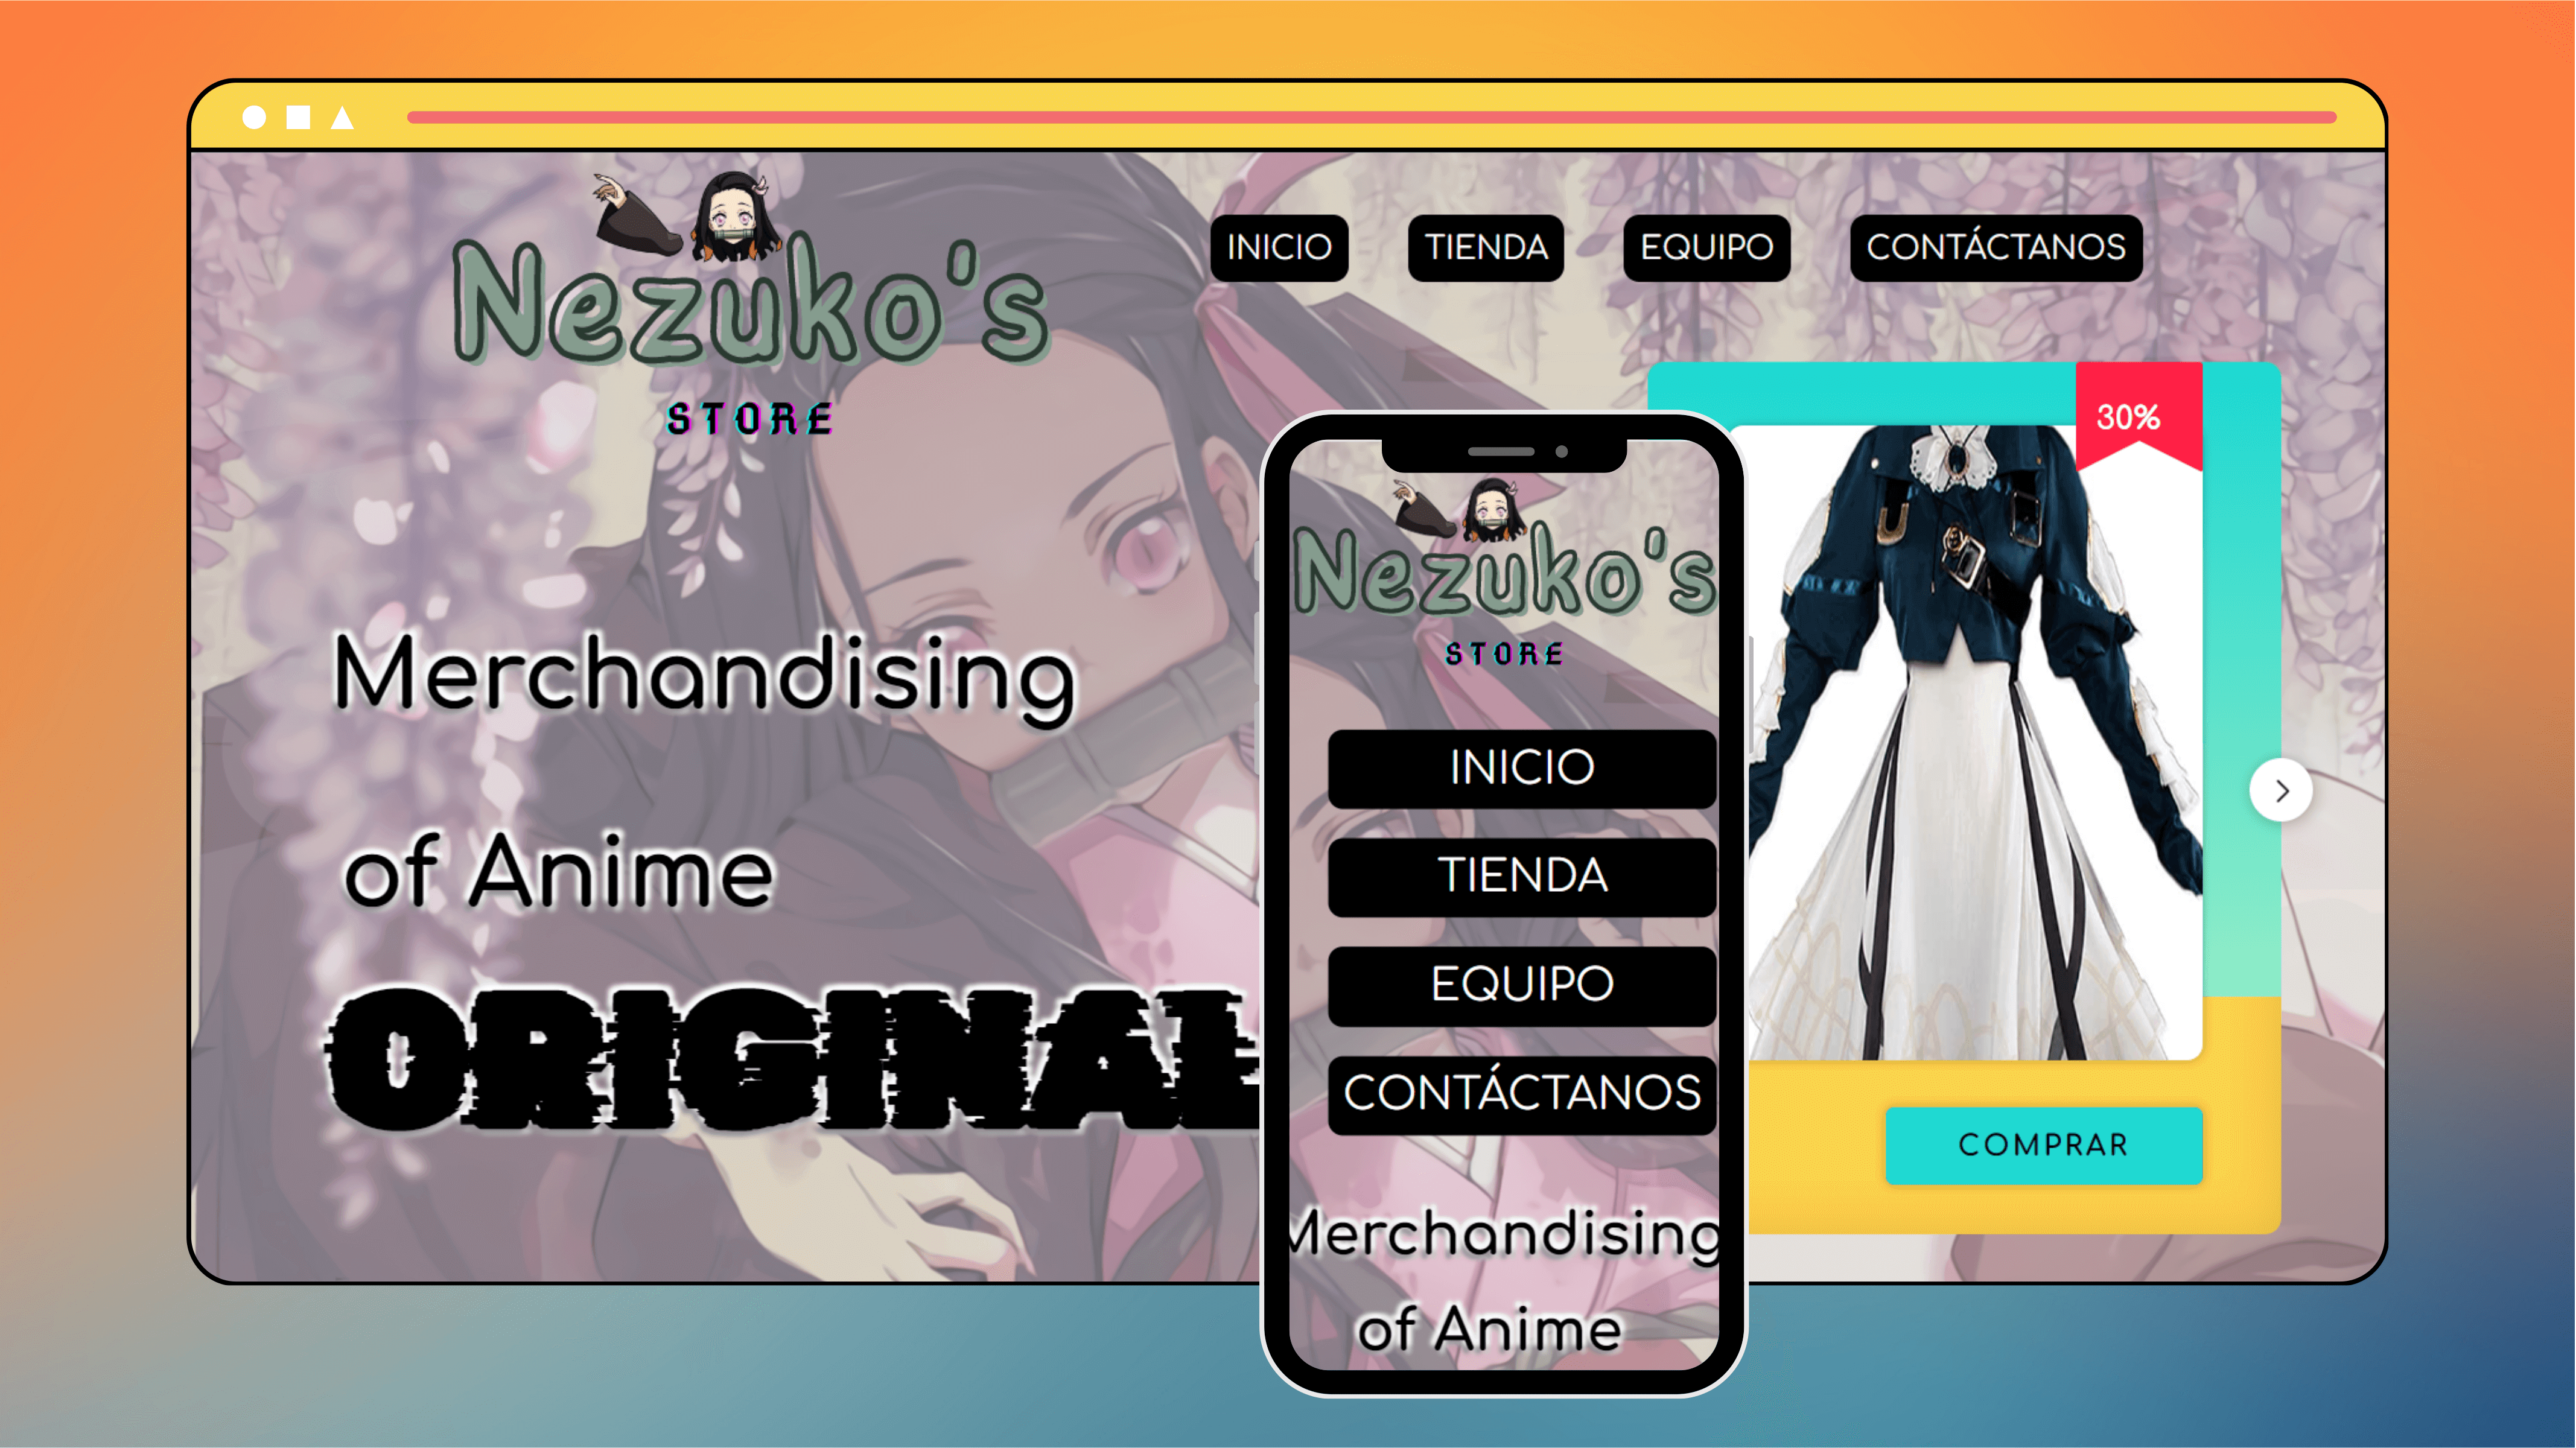 Nezuko's
STORE
INICIO
TIENDA
EQUIPO
CONTÁCTANOS
30%
Merchandising
of Anime
ORIGINAL
COMPRAR
Nezuko's
STORE
INICIO
TIENDA
EQUIPO
CONTÁCTANOS
Merchandising
of Anime